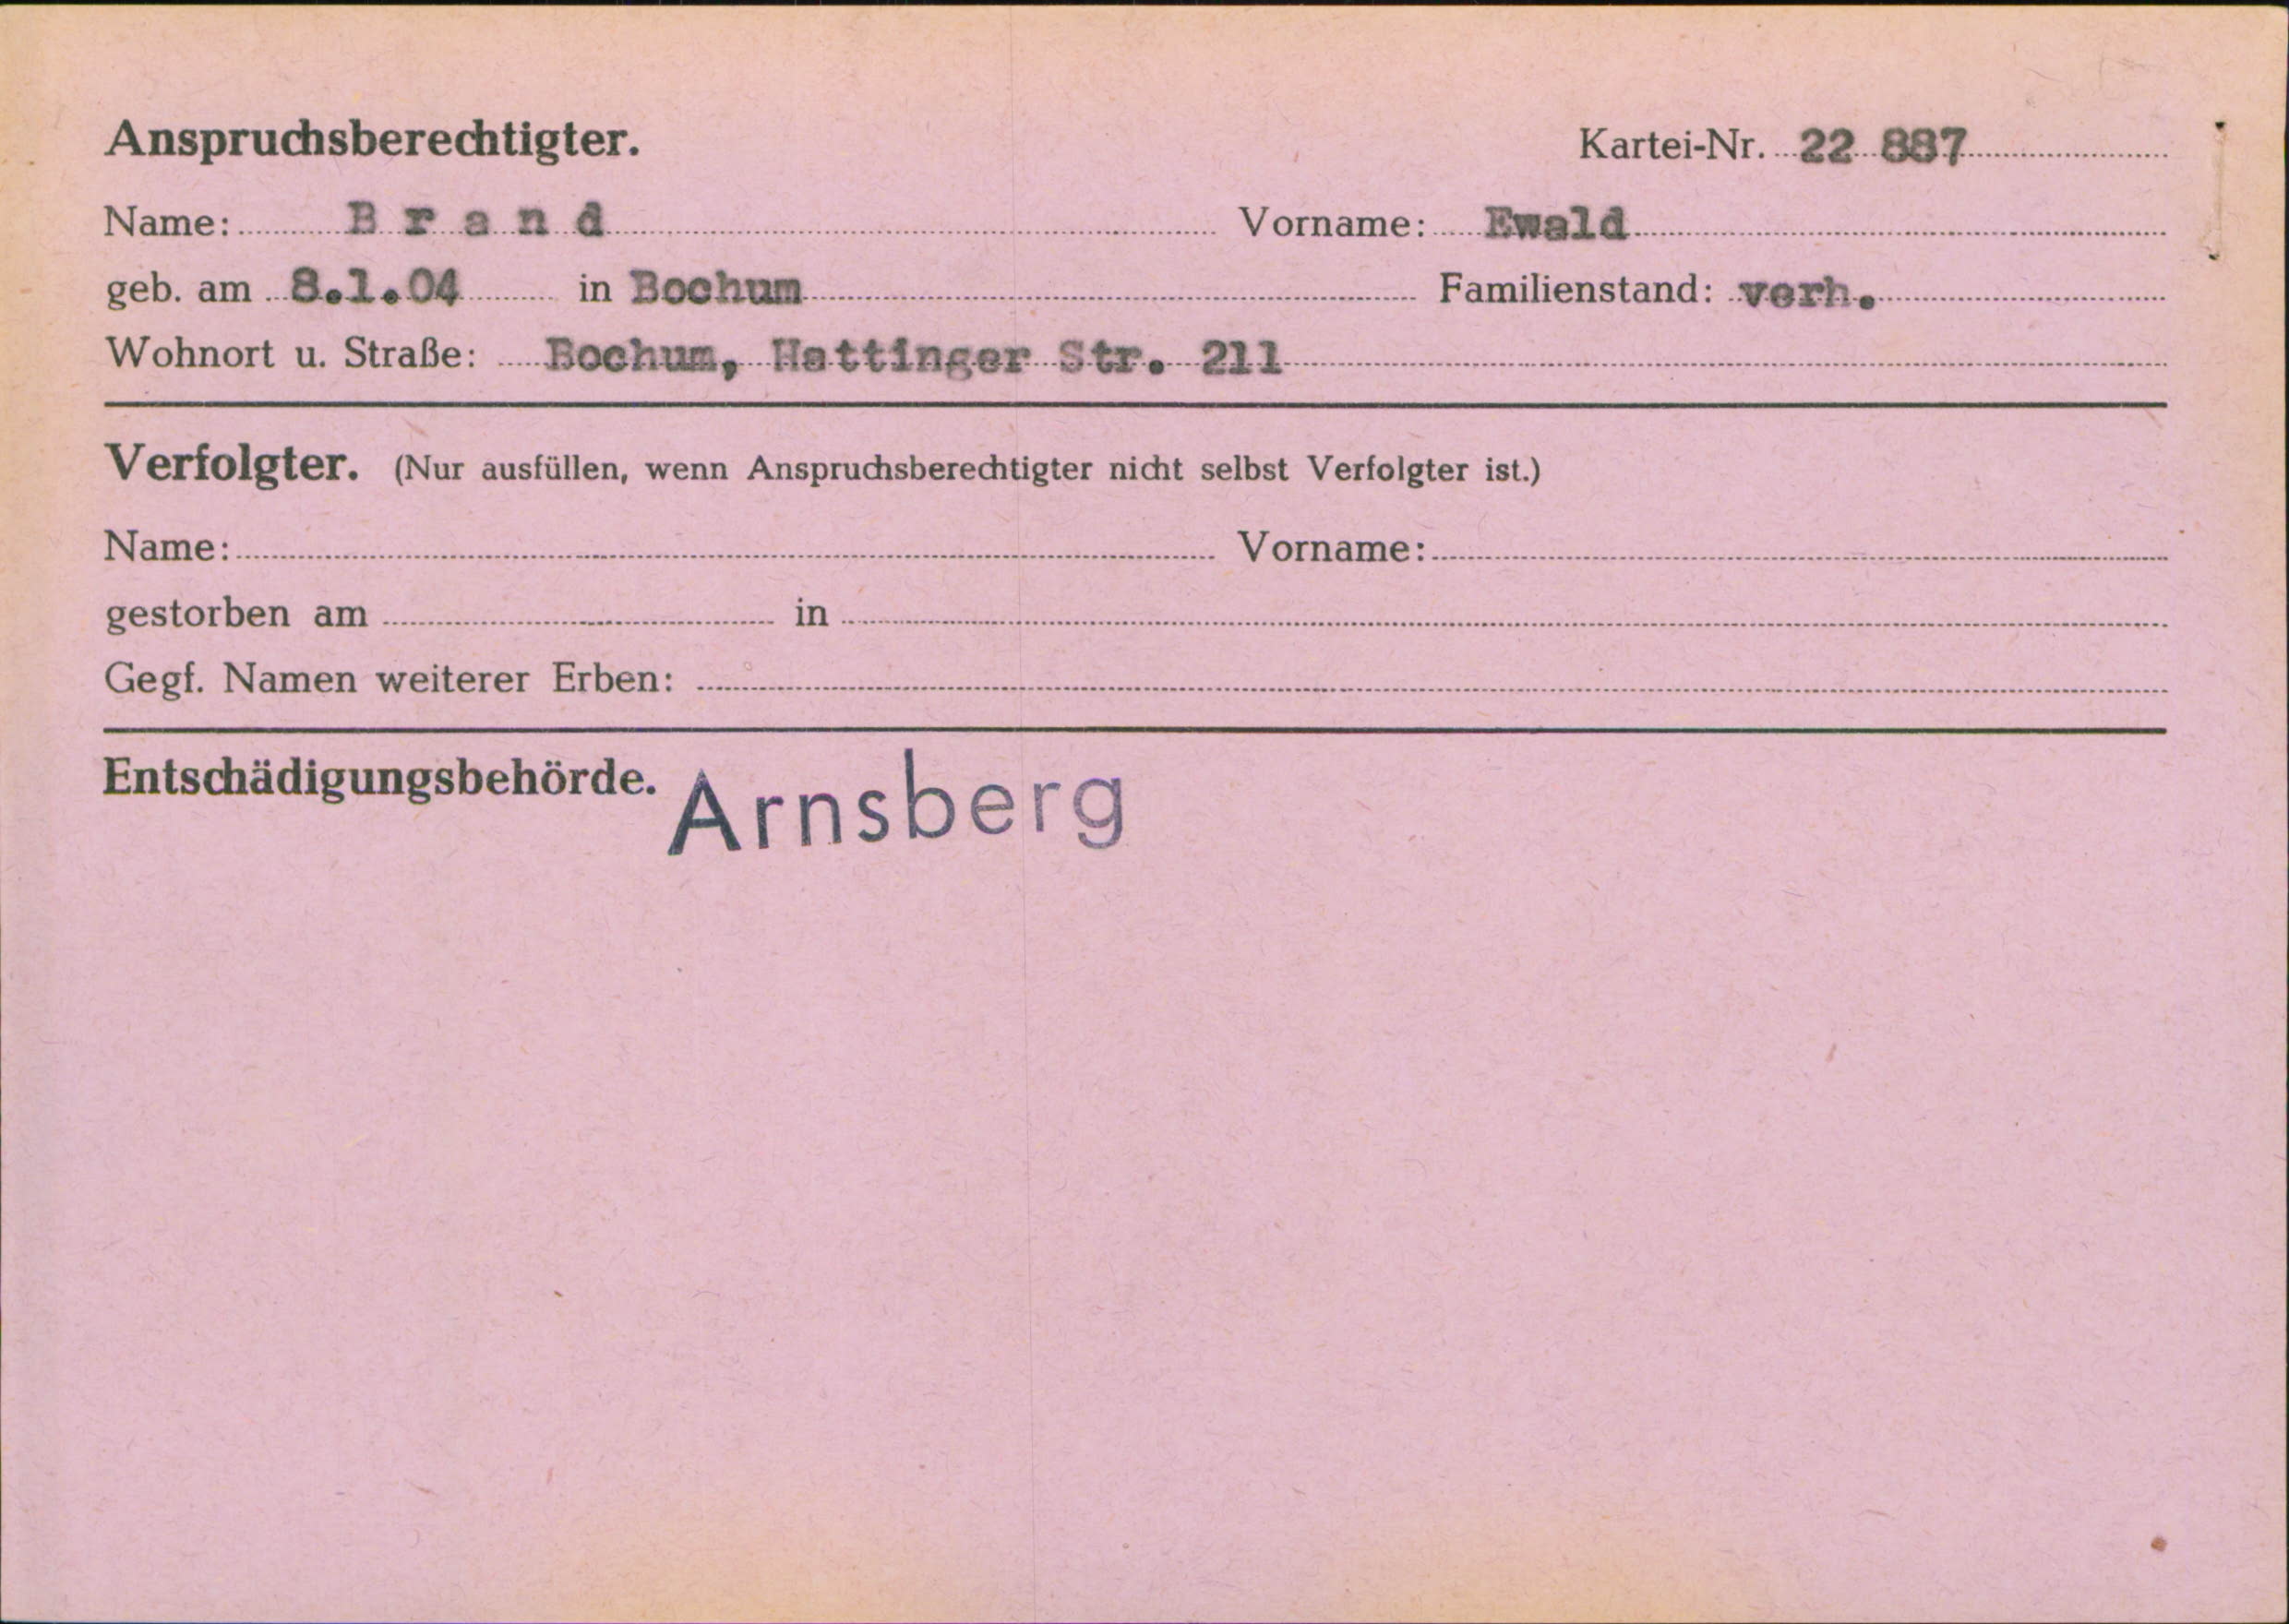 Anspruchsberechtigter. Kartei-Nr. 22 887
Name: B r a n d Vorname: Ewald
geb. am 8.1.04 in Bochum Familienstand: verh.
Wohnort u. Straße: Bochum, Hattinger Str. 211
Verfolgter. (Nur ausfüllen, wenn Anspruchsberechtigter nicht selbst Verfolgter ist.)
Name: Vorname:
gestorben am in
Gegf. Namen weiterer Erben:
Entschädigungsbehörde. Arnsberg